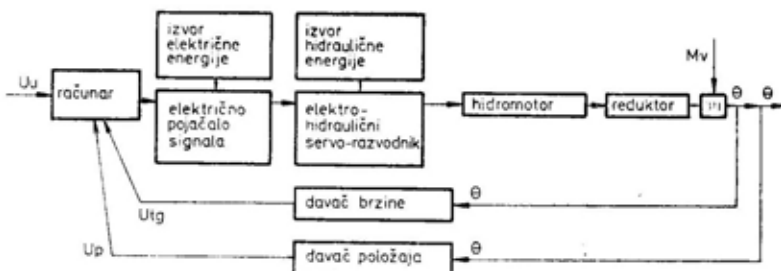 izvor
električne
energije
izvor
hidraulične
energije
Mv
Uu
računar
električno
pojačalo
signala
elektro-
hidraulični
servo-razvodnik
hidromotor
reduktor
θ
θ
davač brzine
θ
Utg
davač položaja
θ
Up